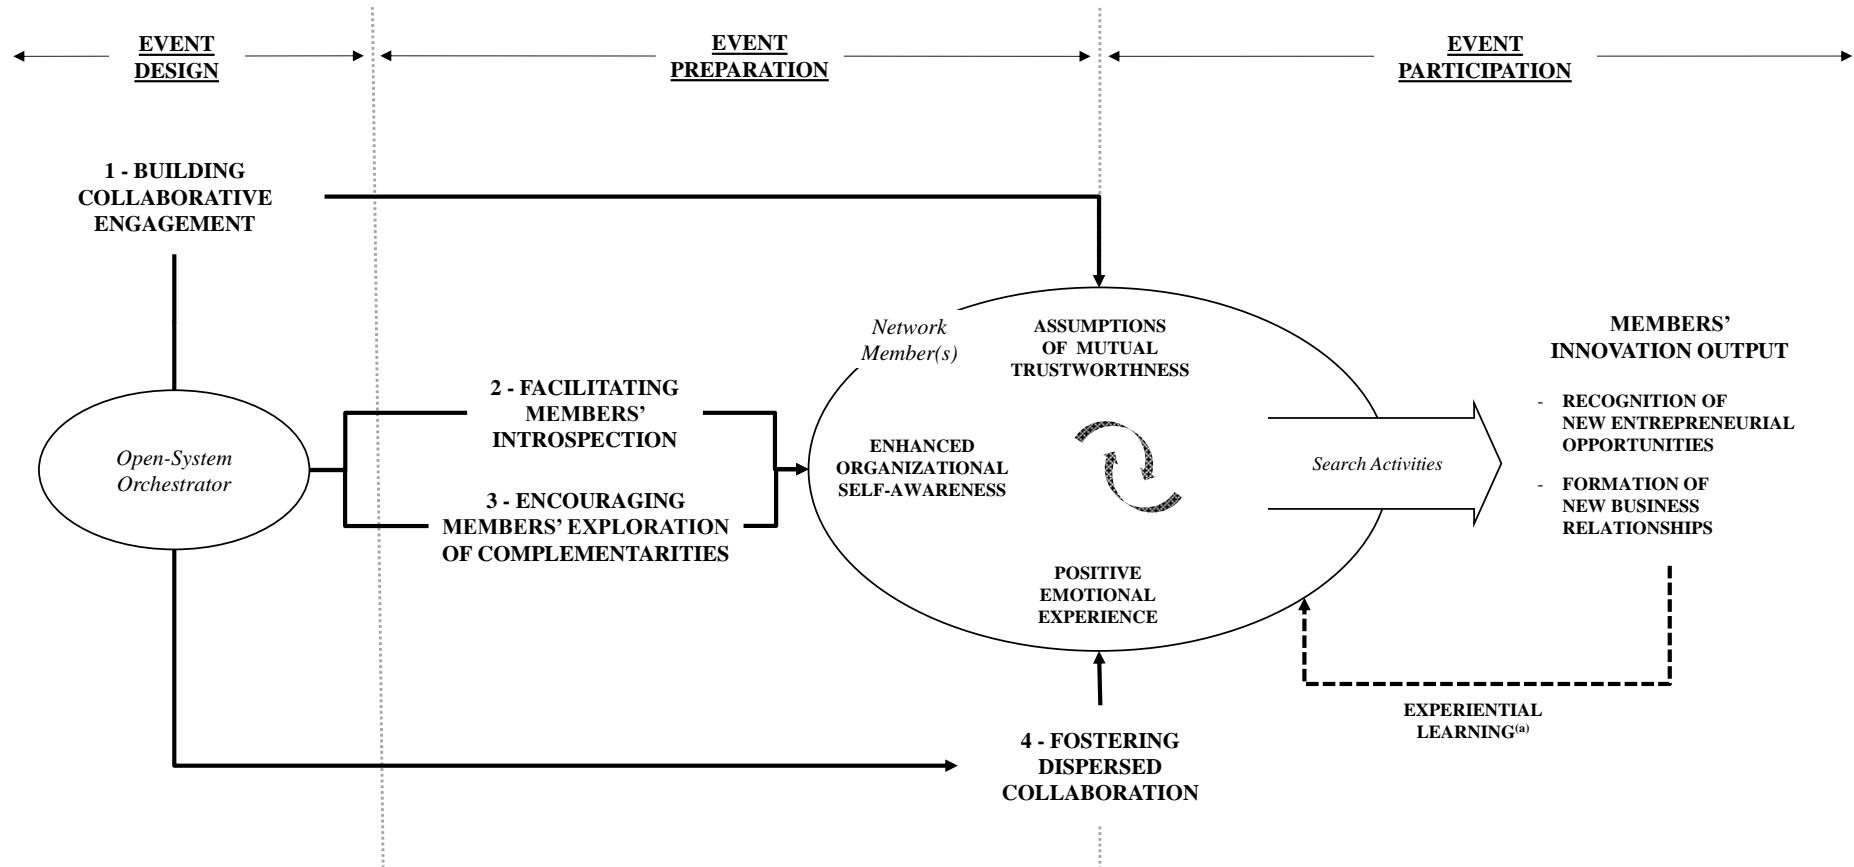 EVENT
DESIGN
EVENT
PREPARATION
EVENT
PARTICIPATION
1 - BUILDING
COLLABORATIVE
ENGAGEMENT
Open-System
Orchestrator
2 - FACILITATING
MEMBERS’
INTROSPECTION
3 - ENCOURAGING
MEMBERS’ EXPLORATION
OF COMPLEMENTARITIES
Network
Member(s)
ASSUMPTIONS
OF MUTUAL
TRUSTWORTHNESS
ENHANCED
ORGANIZATIONAL
SELF-AWARENESS
POSITIVE
EMOTIONAL
EXPERIENCE
4 - FOSTERING
DISPERSED
COLLABORATION
Search Activities
MEMBERS’
INNOVATION OUTPUT
- RECOGNITION OF
NEW ENTREPRENEURIAL
OPPORTUNITIES
- FORMATION OF
NEW BUSINESS
RELATIONSHIPS
EXPERIENTIAL
LEARNING(a)